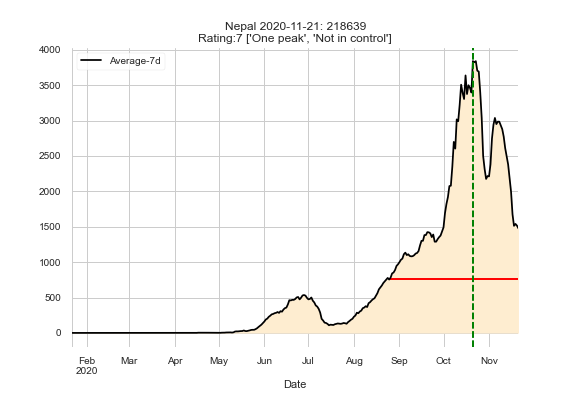 Nepal 2020-11-21: 218639
Rating:7 ['One peak', 'Not in control']
Average-7d
4000
3500
3000
2500
2000
1500
1000
500
0
Feb Mar Apr May Jun Jul Aug Sep Oct Nov
2020
Date